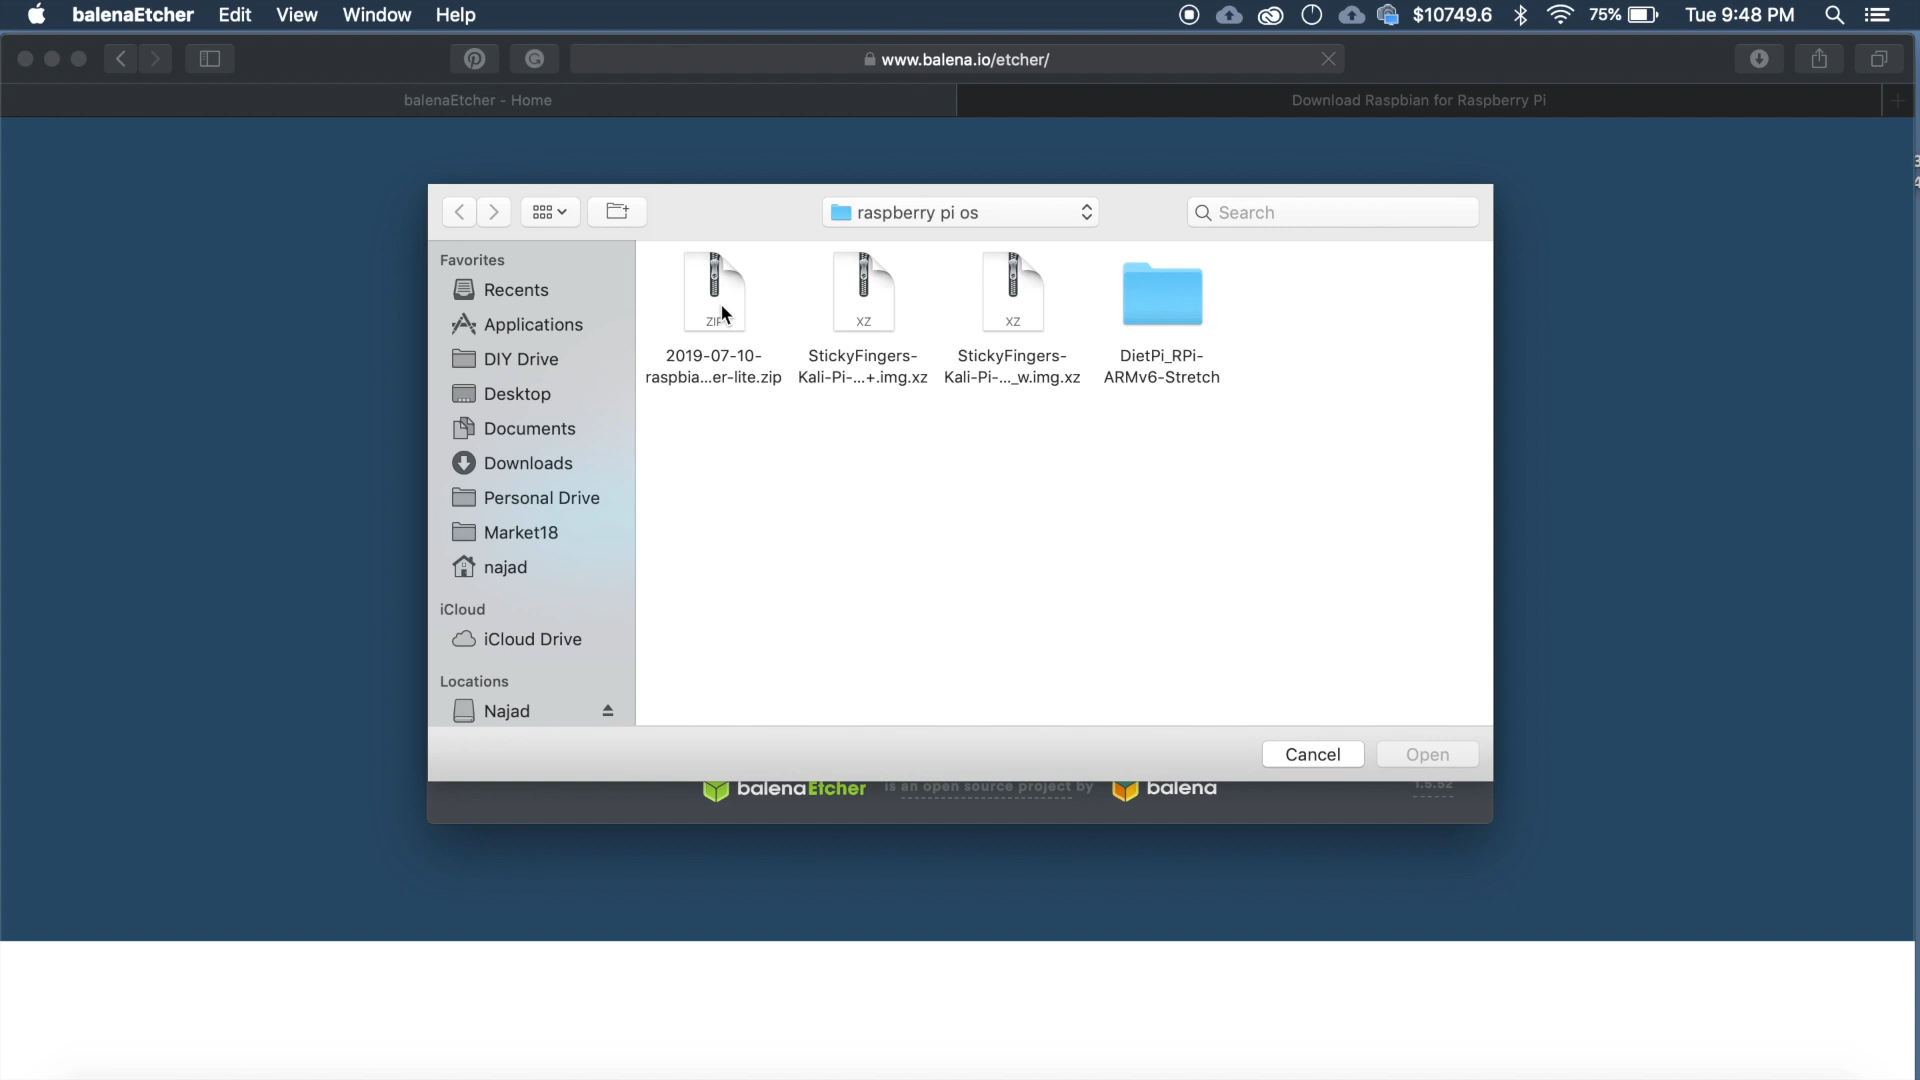 balenaEtcher Edit View Window Help $10749.6 75% Tue 9:48 PM
www.balena.io/etcher/
balenaEtcher - Home Download Raspbian for Raspberry Pi
raspberry pi os Search
Favorites
Recents
Applications
DIY Drive
Desktop
Documents
Downloads
Personal Drive
Market18
najad
iCloud
iCloud Drive
Locations
Najad
ZIP XZ XZ
2019-07-10- StickyFingers- StickyFingers- DietPi_RPi-
raspbia...er-lite.zip Kali-Pi-...+.img.xz Kali-Pi-..._w.img.xz ARMv6-Stretch
Cancel Open
balenaEtcher is an open source project by balena 1.5.52